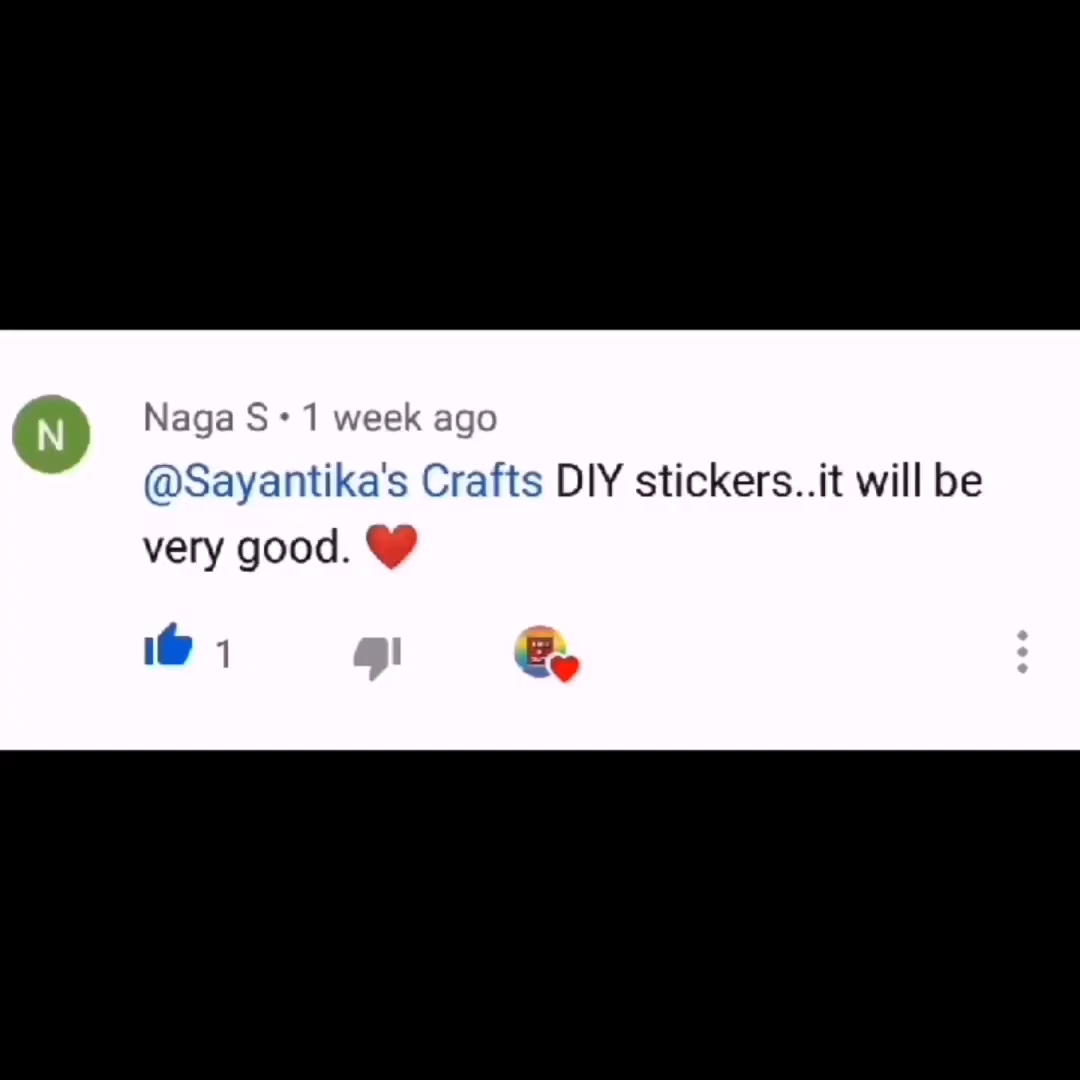 N
Naga S • 1 week ago
@Sayantika's Crafts DIY stickers..it will be
very good. ❤️
1